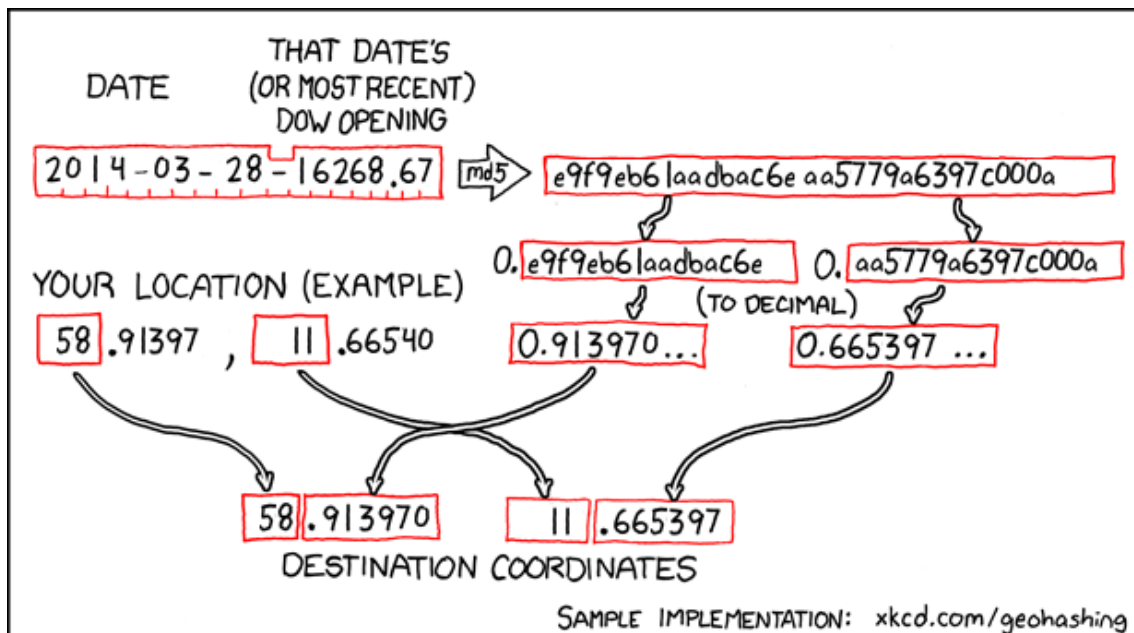 DATE
THAT DATE'S
(OR MOST RECENT)
DOW OPENING
2014-03-28-16268.67
md5
e9f9eb61aadbac6e aa5779a6397c000a
0. e9f9eb61aadbac6e
0. aa5779a6397c000a
(TO DECIMAL)
YOUR LOCATION (EXAMPLE)
58.91397, 11.66540
0.913970...
0.665397...
58.913970
11.665397
DESTINATION COORDINATES
SAMPLE IMPLEMENTATION: xkcd.com/geohashing